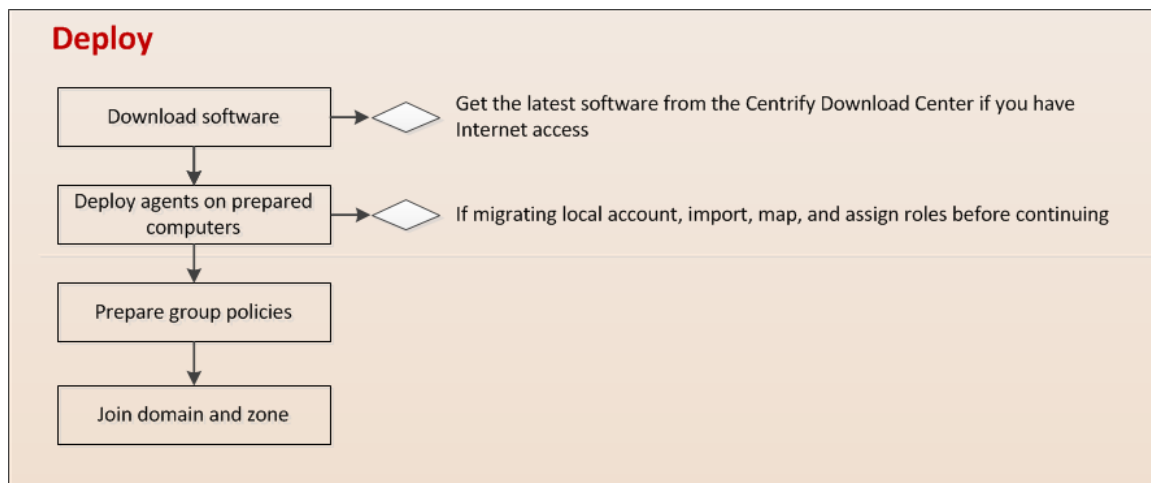 Deploy
Download software
Get the latest software from the Centrify Download Center if you have
Internet access
Deploy agents on prepared
computers
If migrating local account, import, map, and assign roles before continuing
Prepare group policies
Join domain and zone